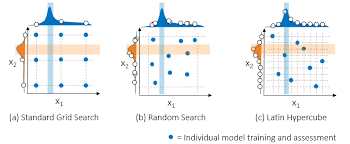 x₂
x₁
x₂
x₁
x₂
x₁
(a) Standard Grid Search
(b) Random Search
(c) Latin Hypercube
= Individual model training and assessment